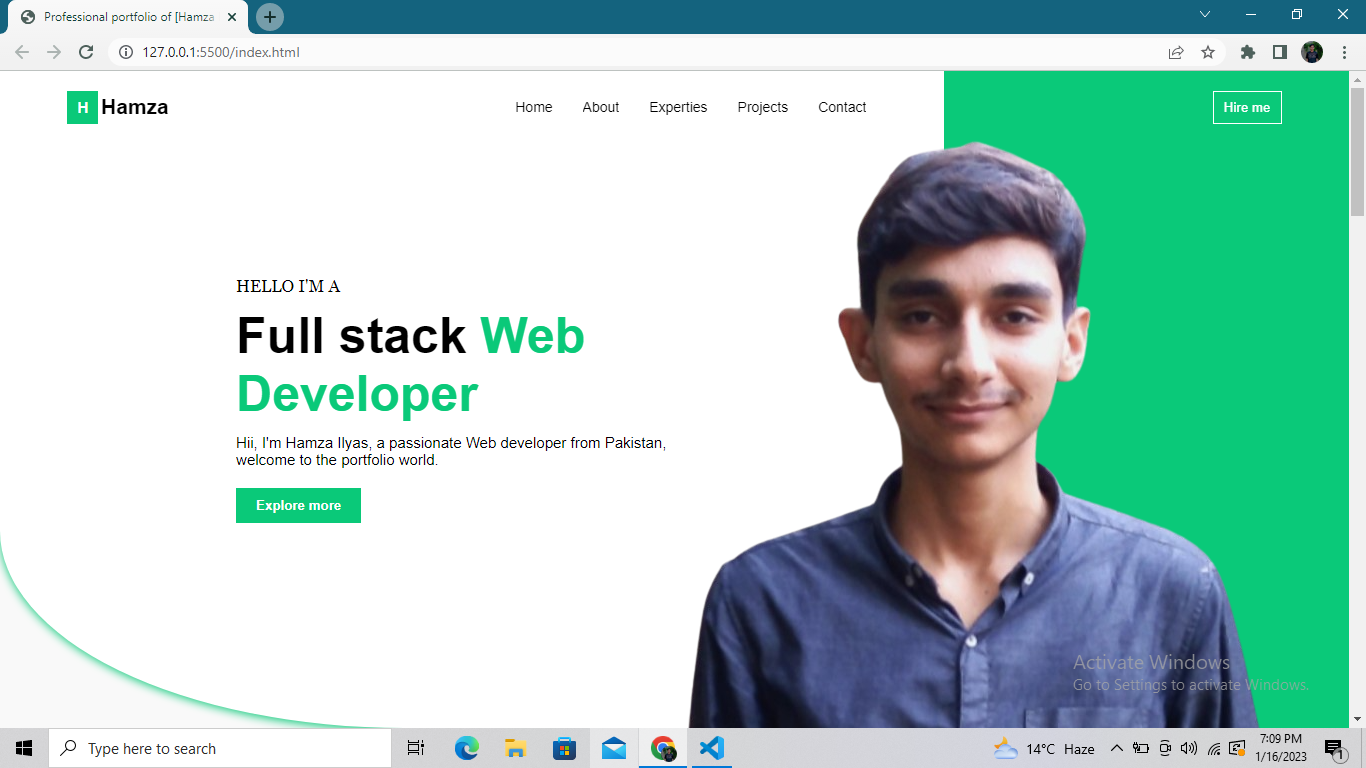 Professional portfolio of [Hamza
127.0.0.1:5500/index.html
H Hamza
Home About Experties Projects Contact
Hire me
HELLO I'M A
Full stack Web
Developer
Hii, I'm Hamza Ilyas, a passionate Web developer from Pakistan,
welcome to the portfolio world.
Explore more
Activate Windows
Go to Settings to activate Windows.
Type here to search
14°C Haze
7:09 PM
1/16/2023
1